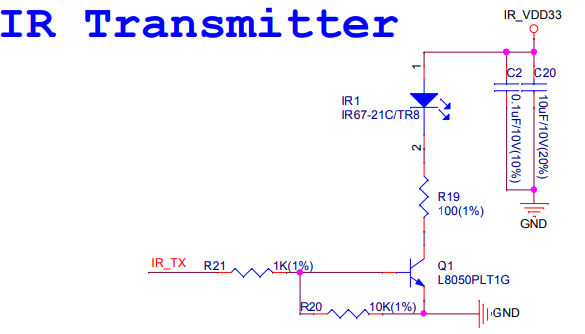 IR Transmitter
IR_VDD33
1
C2
C20
0.1uF/10V(10%)
10uF/10V(20%)
IR1
IR67-21C/TR8
2
R19
100(1%)
GND
IR_TX
R21
1K(1%)
Q1
L8050PLT1G
R20
10K(1%)
GND